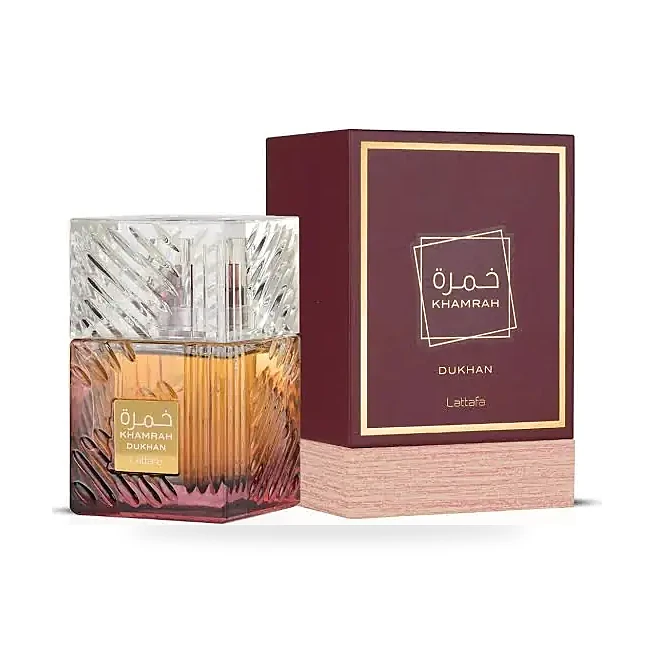 خمرة
KHAMRAH
DUKHAN
Lattafa
خمرة
KHAMRAH
DUKHAN
Lattafa